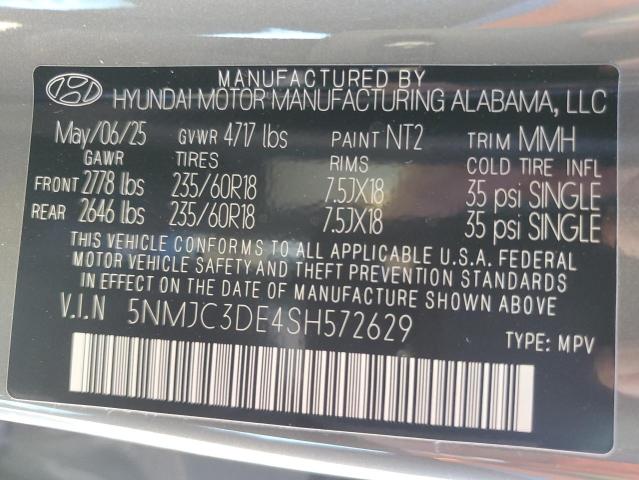 MANUFACTURED BY
HYUNDAI MOTOR MANUFACTURING ALABAMA, LLC
May/06/25 GVWR 4717 lbs PAINT NT2 TRIM MMH
GAWR TIRES RIMS COLD TIRE INFL
FRONT 2778 lbs 235/60R18 7.5JX18 35 psi SINGLE
REAR 2646 lbs 235/60R18 7.5JX18 35 psi SINGLE
THIS VEHICLE CONFORMS TO ALL APPLICABLE U.S.A. FEDERAL
MOTOR VEHICLE SAFETY AND THEFT PREVENTION STANDARDS
IN EFFECT ON THE DATE OF MANUFACTURE SHOWN ABOVE
V.I.N 5NMJC3DE4SH572629
TYPE: MPV